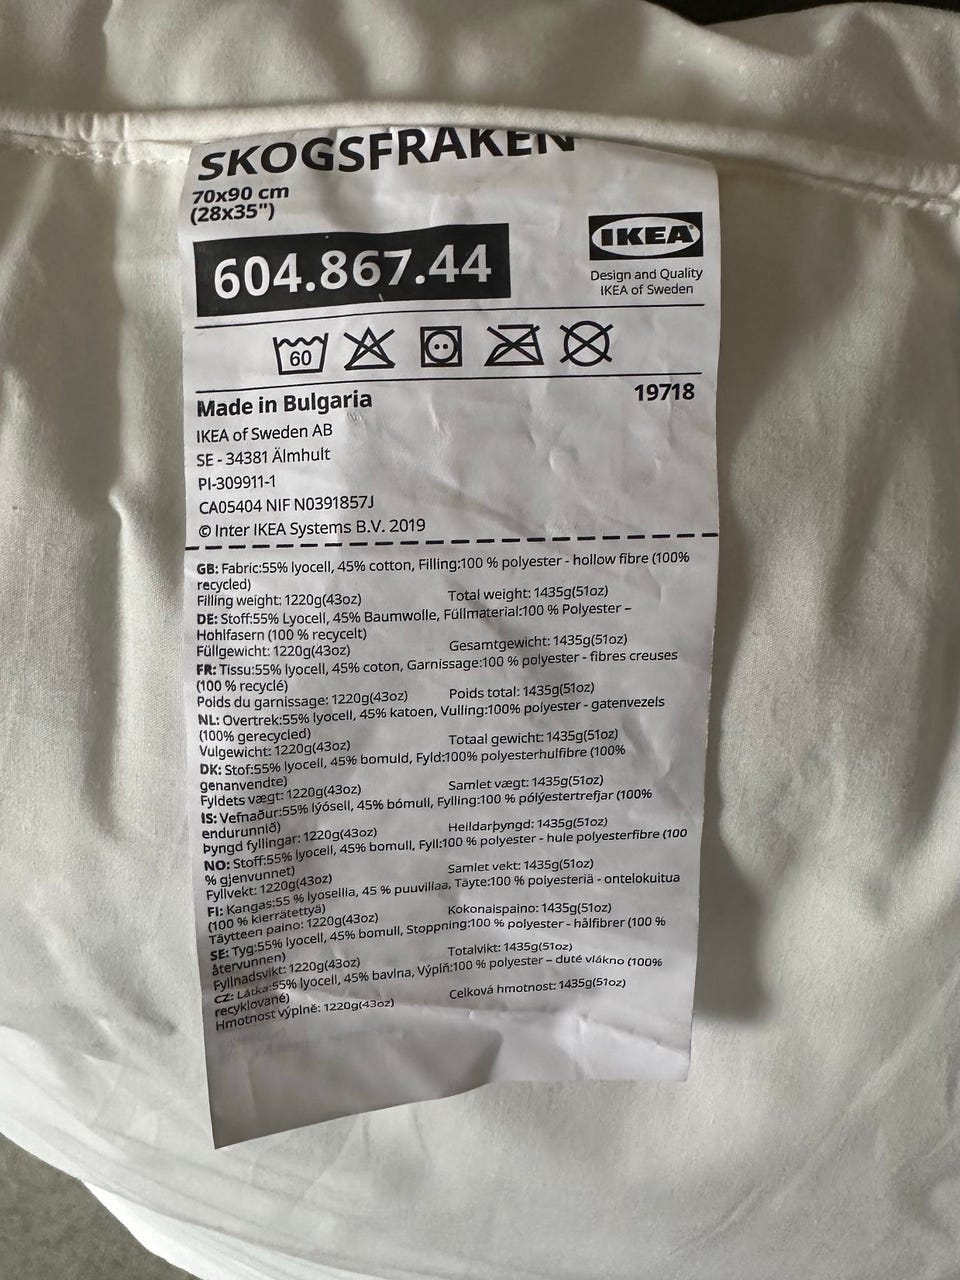 SKOGSFRÄKEN
70x90 cm
(28x35")
604.867.44
IKEA
Design and Quality
IKEA of Sweden
60
Made in Bulgaria
19718
IKEA of Sweden AB
SE - 34381 Älmhult
PI-309911-1
CA05404 NIF N0391857J
© Inter IKEA Systems B.V. 2019
GB: Fabric:55% lyocell, 45% cotton, Filling:100 % polyester - hollow fibre (100%
recycled)
Filling weight: 1220g(43oz) Total weight: 1435g(51oz)
DE: Stoff:55% Lyocell, 45% Baumwolle, Füllmaterial:100 % Polyester –
Hohlfasern (100 % recycelt)
Füllgewicht: 1220g(43oz) Gesamtgewicht: 1435g(51oz)
FR: Tissu:55% lyocell, 45% coton, Garnissage:100 % polyester - fibres creuses
(100 % recyclé)
Poids du garnissage: 1220g(43oz) Poids total: 1435g(51oz)
NL: Overtrek:55% lyocell, 45% katoen, Vulling:100% polyester - gatenvezels
(100% gerecycled)
Vulgewicht: 1220g(43oz) Totaal gewicht: 1435g(51oz)
DK: Stof:55% lyocell, 45% bomuld, Fyld:100% polyesterhulfibre (100%
genanvendte)
Fyldets vægt: 1220g(43oz) Samlet vægt: 1435g(51oz)
IS: Vefnaður:55% lýósell, 45% bómull, Fylling:100 % pólýestertrefjar (100%
endurunnið)
Þyngd fyllingar: 1220g(43oz) Heildarþyngd: 1435g(51oz)
NO: Stoff:55% lyocell, 45% bomull, Fyll:100 % polyester - hule polyesterfibre (100
% gjenvunnet)
Fyllvekt: 1220g(43oz) Samlet vekt: 1435g(51oz)
FI: Kangas:55 % lyosellia, 45 % puuvillaa, Täyte:100 % polyesteriä - ontelokuitua
(100 % kierrätettyä)
Täytteen paino: 1220g(43oz) Kokonaispaino: 1435g(51oz)
SE: Tyg:55% lyocell, 45% bomull, Stoppning:100 % polyester - hålfibrer (100 %
återvunnen)
Fyllnadsvikt: 1220g(43oz) Totalvikt: 1435g(51oz)
CZ: Látka:55% lyocell, 45% bavlna, Výplň:100 % polyester – duté vlákno (100%
recyklované)
Hmotnost výplně: 1220g(43oz) Celková hmotnost: 1435g(51oz)